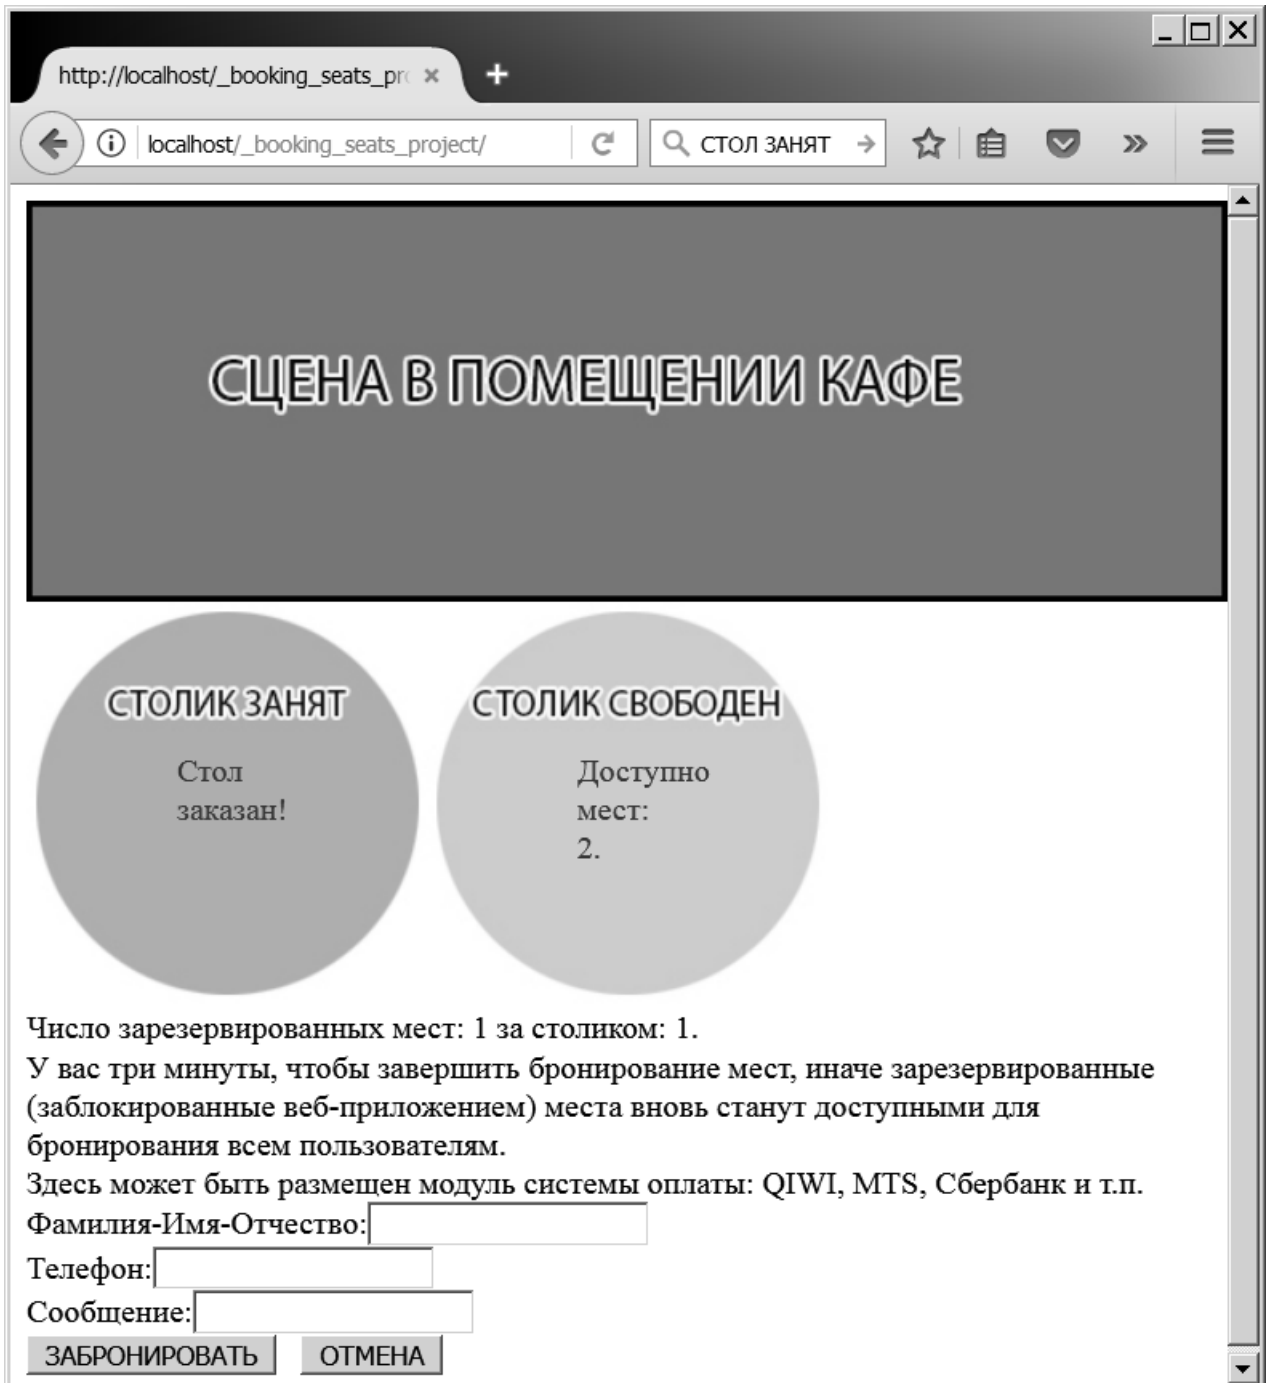 http://localhost/_booking_seats_pr
localhost/_booking_seats_project/
СТОЛ ЗАНЯТ
СЦЕНА В ПОМЕЩЕНИИ КАФЕ
СТОЛИК ЗАНЯТ
СТОЛИК СВОБОДЕН
Стол
заказан!
Доступно
мест:
2.
Число зарезервированных мест: 1 за столиком: 1.
У вас три минуты, чтобы завершить бронирование мест, иначе зарезервированные
(заблокированные веб-приложением) места вновь станут доступными для
бронирования всем пользователям.
Здесь может быть размещен модуль системы оплаты: QIWI, MTS, Сбербанк и т.п.
Фамилия-Имя-Отчество:
Телефон:
Сообщение:
ЗАБРОНИРОВАТЬ ОТМЕНА